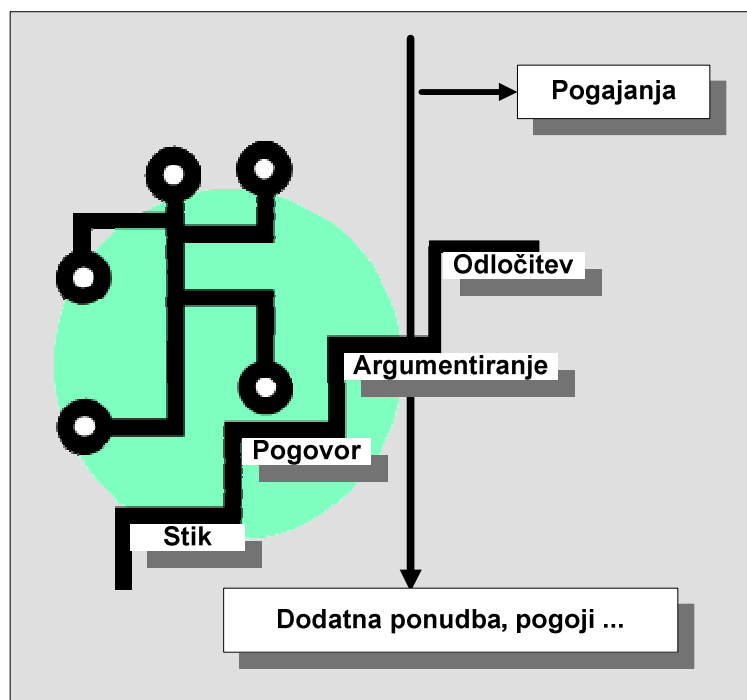 Pogajanja
Odločitev
Argumentiranje
Pogovor
Stik
Dodatna ponudba, pogoji ...